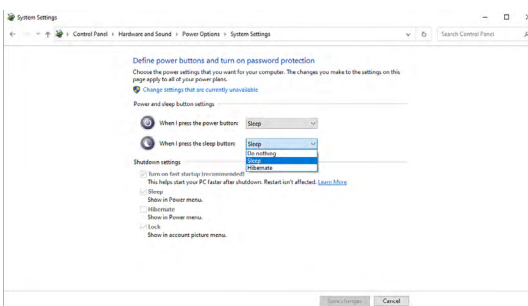 System Settings
Control Panel > Hardware and Sound > Power Options > System Settings
Search Control Panel
Define power buttons and turn on password protection
Choose the power settings that you want for your computer. The changes you make to the settings on this
page apply to all of your power plans.
Change settings that are currently unavailable
Power and sleep button settings
When I press the power button: Sleep
When I press the sleep button: Sleep
Do nothing
Sleep
Hibernate
Shutdown settings
Turn on fast startup (recommended)
This helps start your PC faster after shutdown. Restart isn't affected. Learn More
Sleep
Show in Power menu.
Hibernate
Show in Power menu.
Lock
Show in account picture menu.
Save changes Cancel